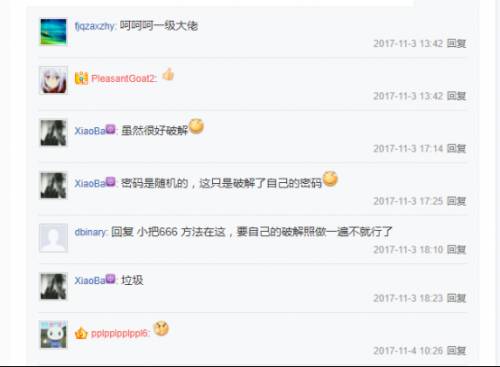 fjqzaxzhy: 呵呵呵一级大佬
2017-11-3 13:42 回复
PleasantGoat2:
2017-11-3 13:42 回复
XiaoBa: 虽然很好破解
2017-11-3 17:14 回复
XiaoBa: 密码是随机的，这只是破解了自己的密码
2017-11-3 17:25 回复
dbinary: 回复 小把666 方法在这，要自己的破解照做一遍不就行了
2017-11-3 18:10 回复
XiaoBa: 垃圾
2017-11-3 18:23 回复
pplpplpplppl6:
2017-11-4 10:26 回复